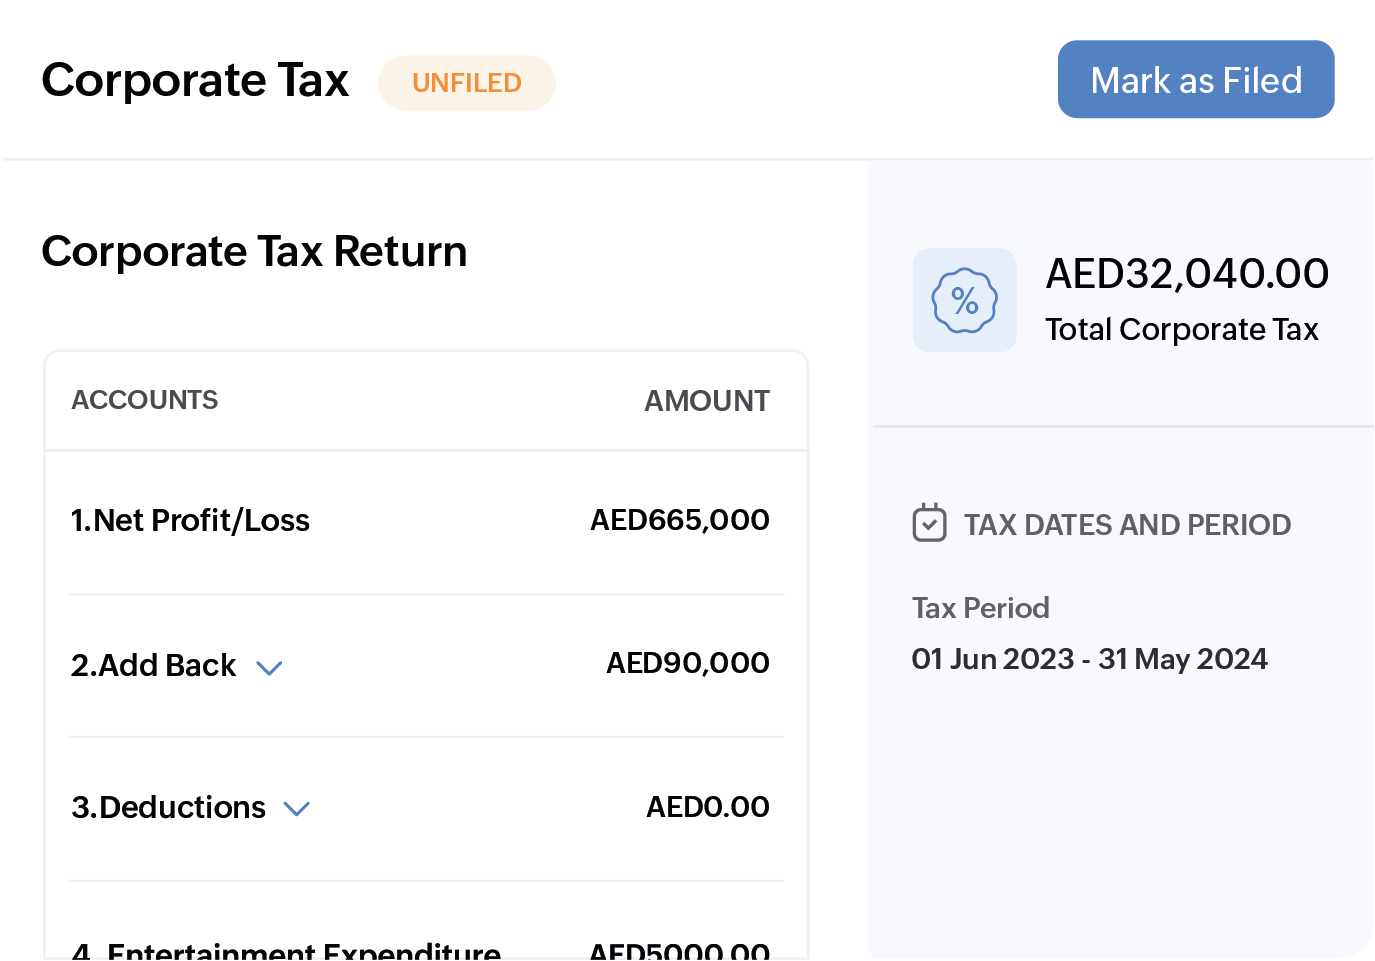 Corporate Tax UNFILED Mark as Filed
Corporate Tax Return
ACCOUNTS AMOUNT
1.Net Profit/Loss AED665,000
2.Add Back AED90,000
3.Deductions AED0.00
4. Entertainment Expenditure AED5000.00
%
AED32,040.00
Total Corporate Tax
TAX DATES AND PERIOD
Tax Period
01 Jun 2023 - 31 May 2024